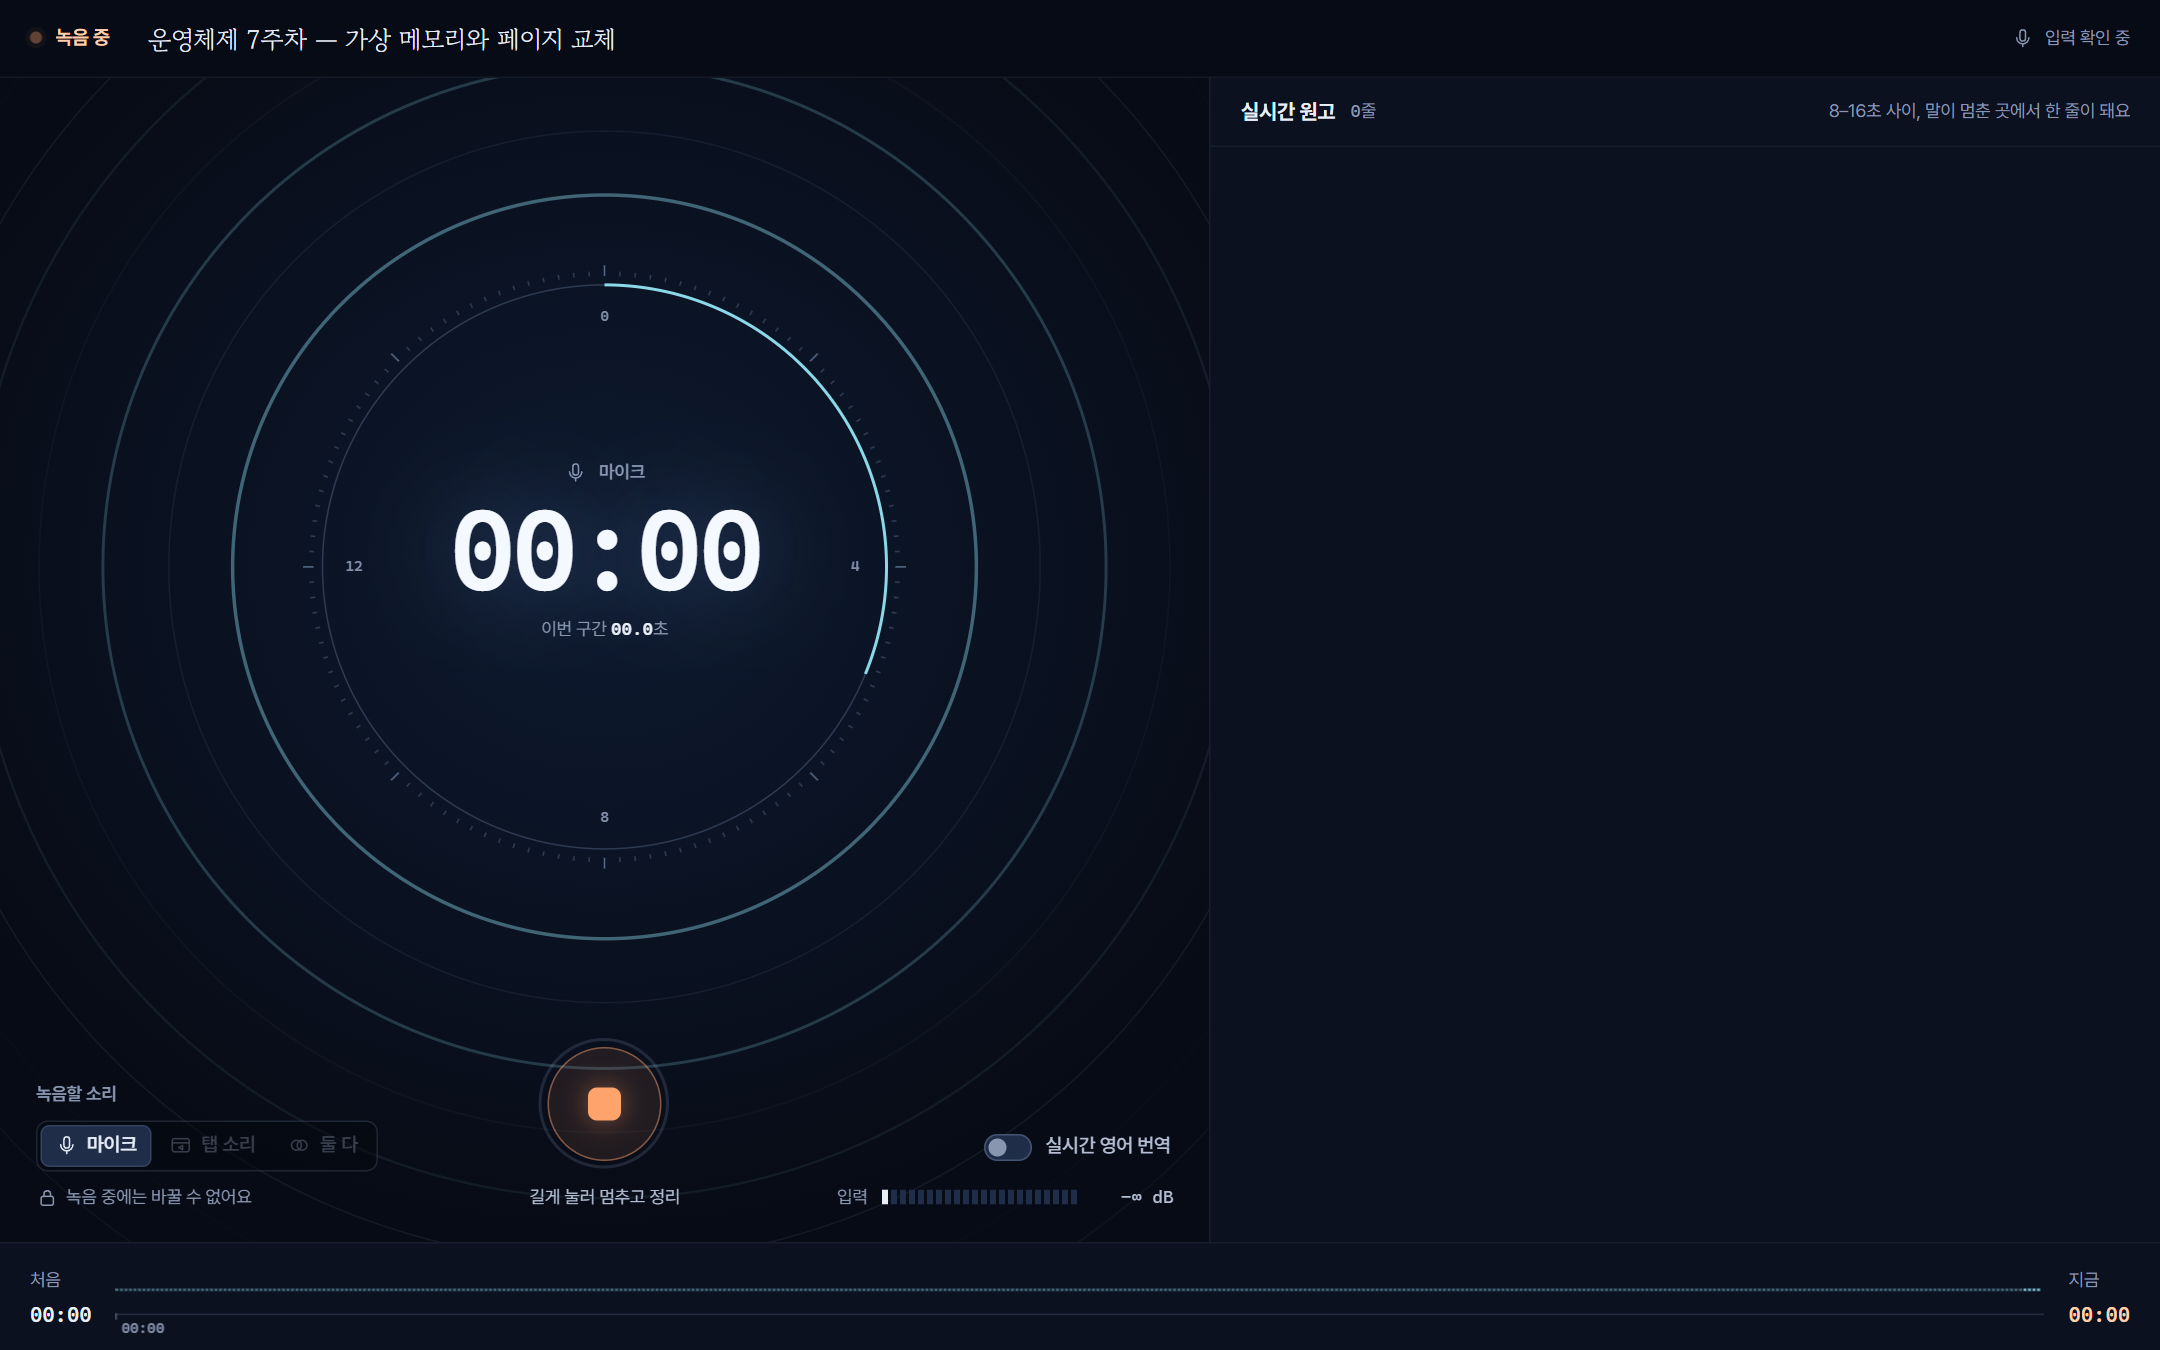 녹음 중
운영체제 7주차 — 가상 메모리와 페이지 교체
입력 확인 중
실시간 원고 0줄
8–16초 사이, 말이 멈춘 곳에서 한 줄이 돼요
0
마이크
00:00
12
4
이번 구간 00.0초
8
녹음할 소리
마이크 탭 소리 둘 다
녹음 중에는 바꿀 수 없어요
길게 눌러 멈추고 정리
실시간 영어 번역
입력 −∞ dB
처음
00:00
00:00
지금
00:00